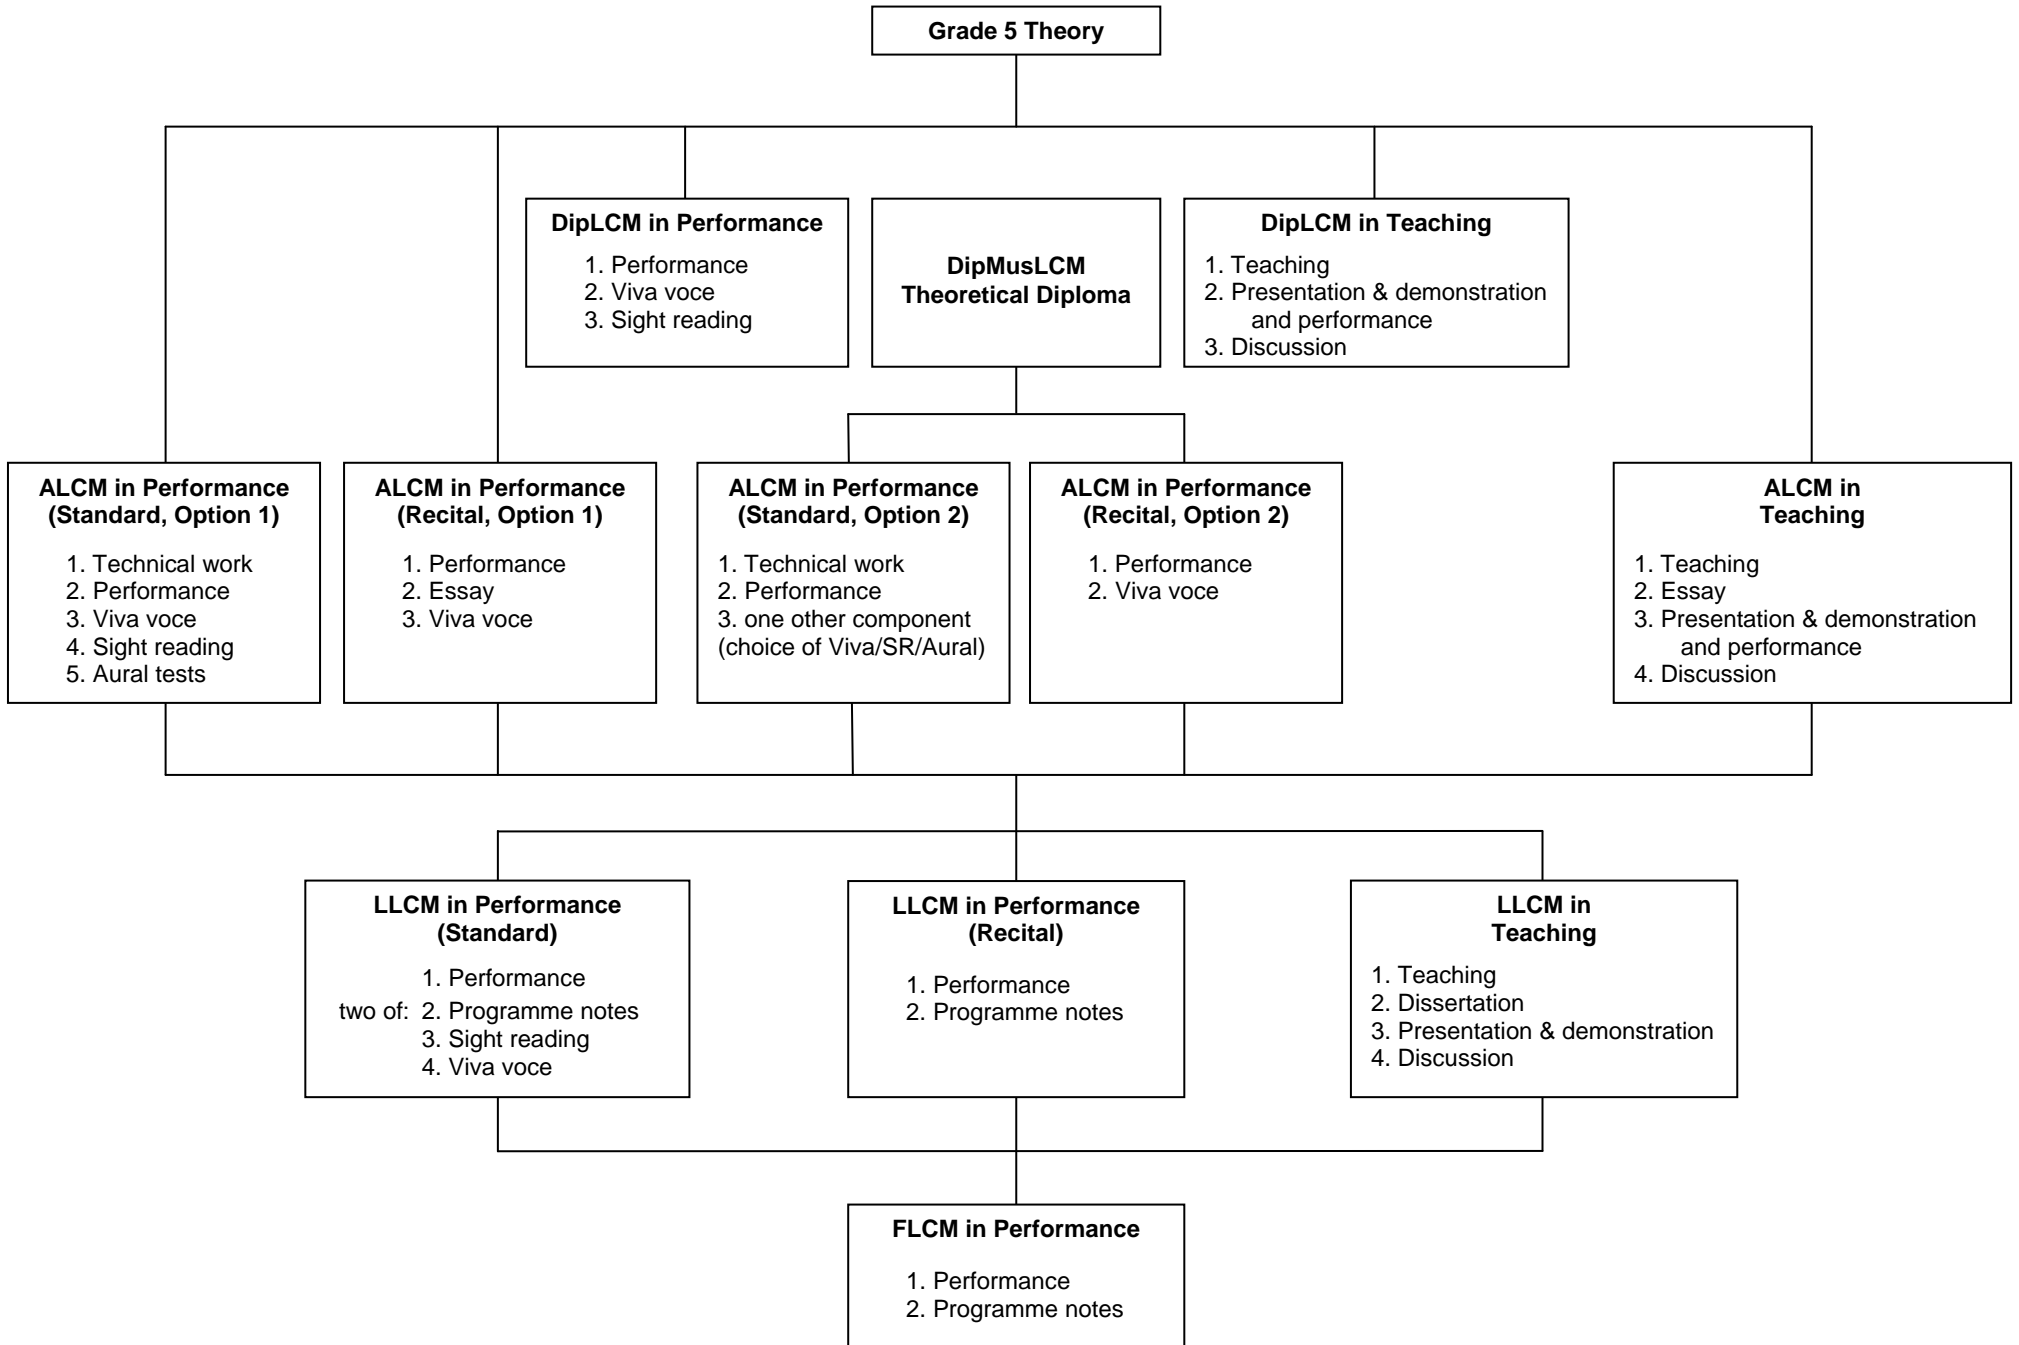 Grade 5 Theory
DipLCM in Performance
1. Performance
2. Viva voce
3. Sight reading
DipMusLCM
Theoretical Diploma
DipLCM in Teaching
1. Teaching
2. Presentation & demonstration
and performance
3. Discussion
ALCM in Performance
(Standard, Option 1)
1. Technical work
2. Performance
3. Viva voce
4. Sight reading
5. Aural tests
ALCM in Performance
(Recital, Option 1)
1. Performance
2. Essay
3. Viva voce
ALCM in Performance
(Standard, Option 2)
1. Technical work
2. Performance
3. one other component
(choice of Viva/SR/Aural)
ALCM in Performance
(Recital, Option 2)
1. Performance
2. Viva voce
ALCM in
Teaching
1. Teaching
2. Essay
3. Presentation & demonstration
and performance
4. Discussion
LLCM in Performance
(Standard)
1. Performance
two of: 2. Programme notes
3. Sight reading
4. Viva voce
LLCM in Performance
(Recital)
1. Performance
2. Programme notes
LLCM in
Teaching
1. Teaching
2. Dissertation
3. Presentation & demonstration
4. Discussion
FLCM in Performance
1. Performance
2. Programme notes